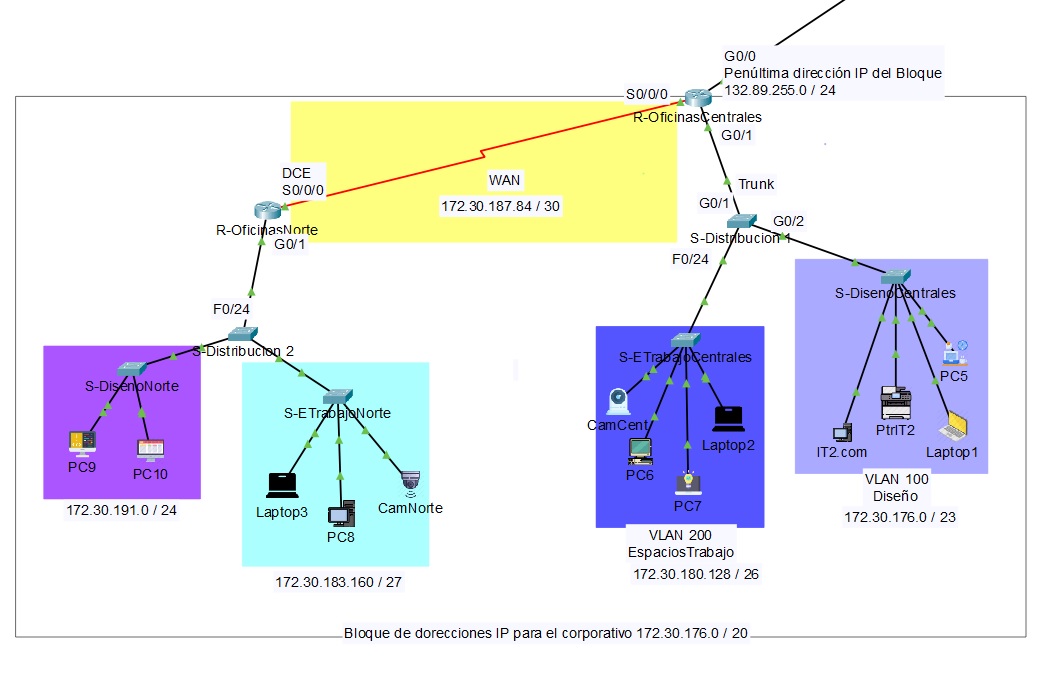 G0/0
Penúltima dirección IP del Bloque
132.89.255.0 / 24
S0/0/0
R-OficinasCentrales
G0/1
DCE
S0/0/0
WAN
172.30.187.84 / 30
Trunk
G0/1
R-OficinasNorte
G0/1
S-Distribucion 1
G0/2
F0/24
S-DisenoCentrales
F0/24
S-Distribucion 2
S-ETrabajoCentrales
S-DisenoNorte
PC5
S-ETrabajoNorte
CamCent
PtrIT2
Laptop2
IT2.com
Laptop1
PC9
PC10
PC6
VLAN 100
Diseño
172.30.176.0 / 23
172.30.191.0 / 24
Laptop3
CamNorte
PC7
PC8
VLAN 200
EspaciosTrabajo
172.30.180.128 / 26
172.30.183.160 / 27
Bloque de dorecciones IP para el corporativo 172.30.176.0 / 20